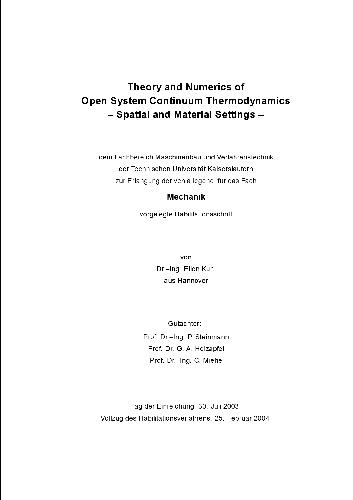 Theory and Numerics of
Open System Continuum Thermodynamics
– Spatial and Material Settings –
dem Fachbereich Maschinenbau und Verfahrenstechnik
der Technischen Universität Kaiserslautern
zur Erlangung der venia legendi für das Fach
Mechanik
vorgelegte Habilitationsschrift
von
Dr.–Ing. Ellen Kuhl
aus Hannover
Gutachter:
Prof. Dr.–Ing. P. Steinmann
Prof. Dr. G. A. Holzapfel
Prof. Dr.–Ing. C. Miehe
Tag der Einreichung: 30. Juli 2003
Vollzug des Habilitationsverfahrens: 25. Februar 2004